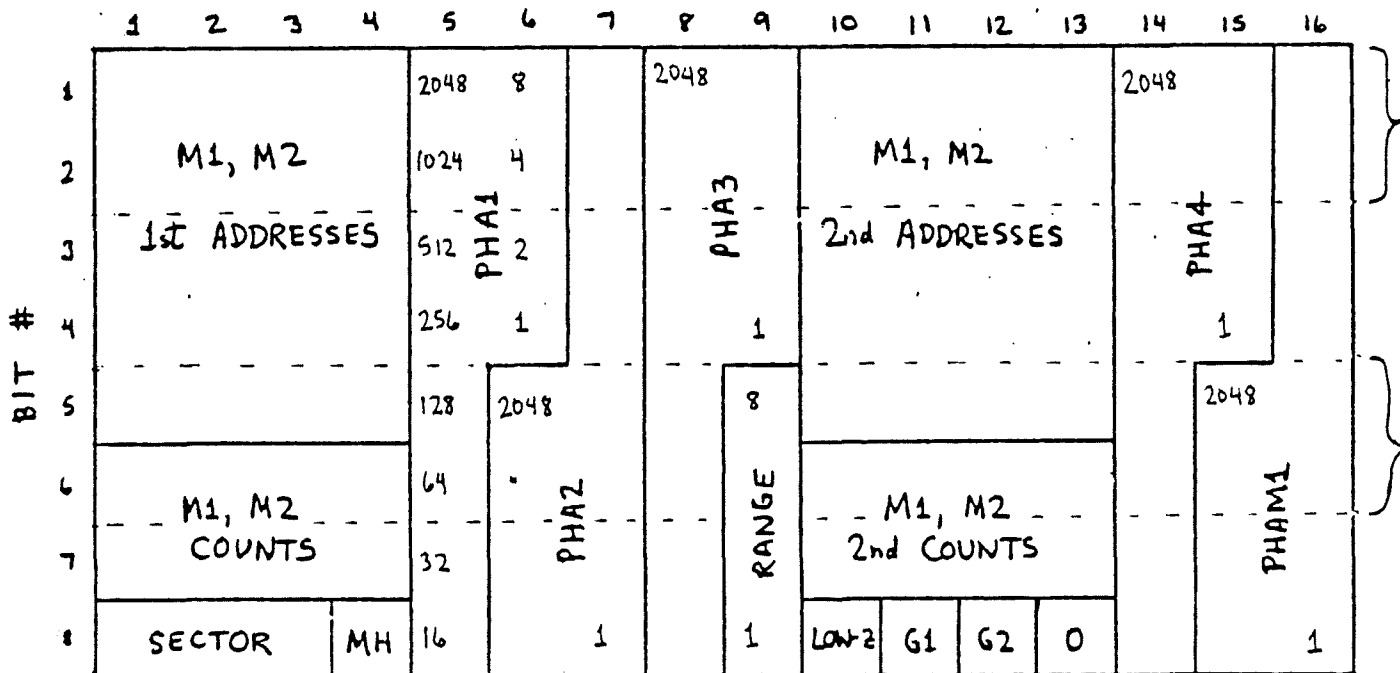 1 2 3 4 5 6 7 8 9 10 11 12 13 14 15 16
BIT #
1 2048 8 2048 2048
2 M1, M2 1024 4 M1, M2
PHA1 PHA3 PHA4
3 1st ADDRESSES 512 2 2nd ADDRESSES
4 256 1 1 1
5 128 2048 8 2048
6 M1, M2 64 M1, M2
PHA2 RANGE PHAM1
7 COUNTS 32 2nd COUNTS
8 SECTOR MH 16 1 1 LOW-Z G1 G2 0 1